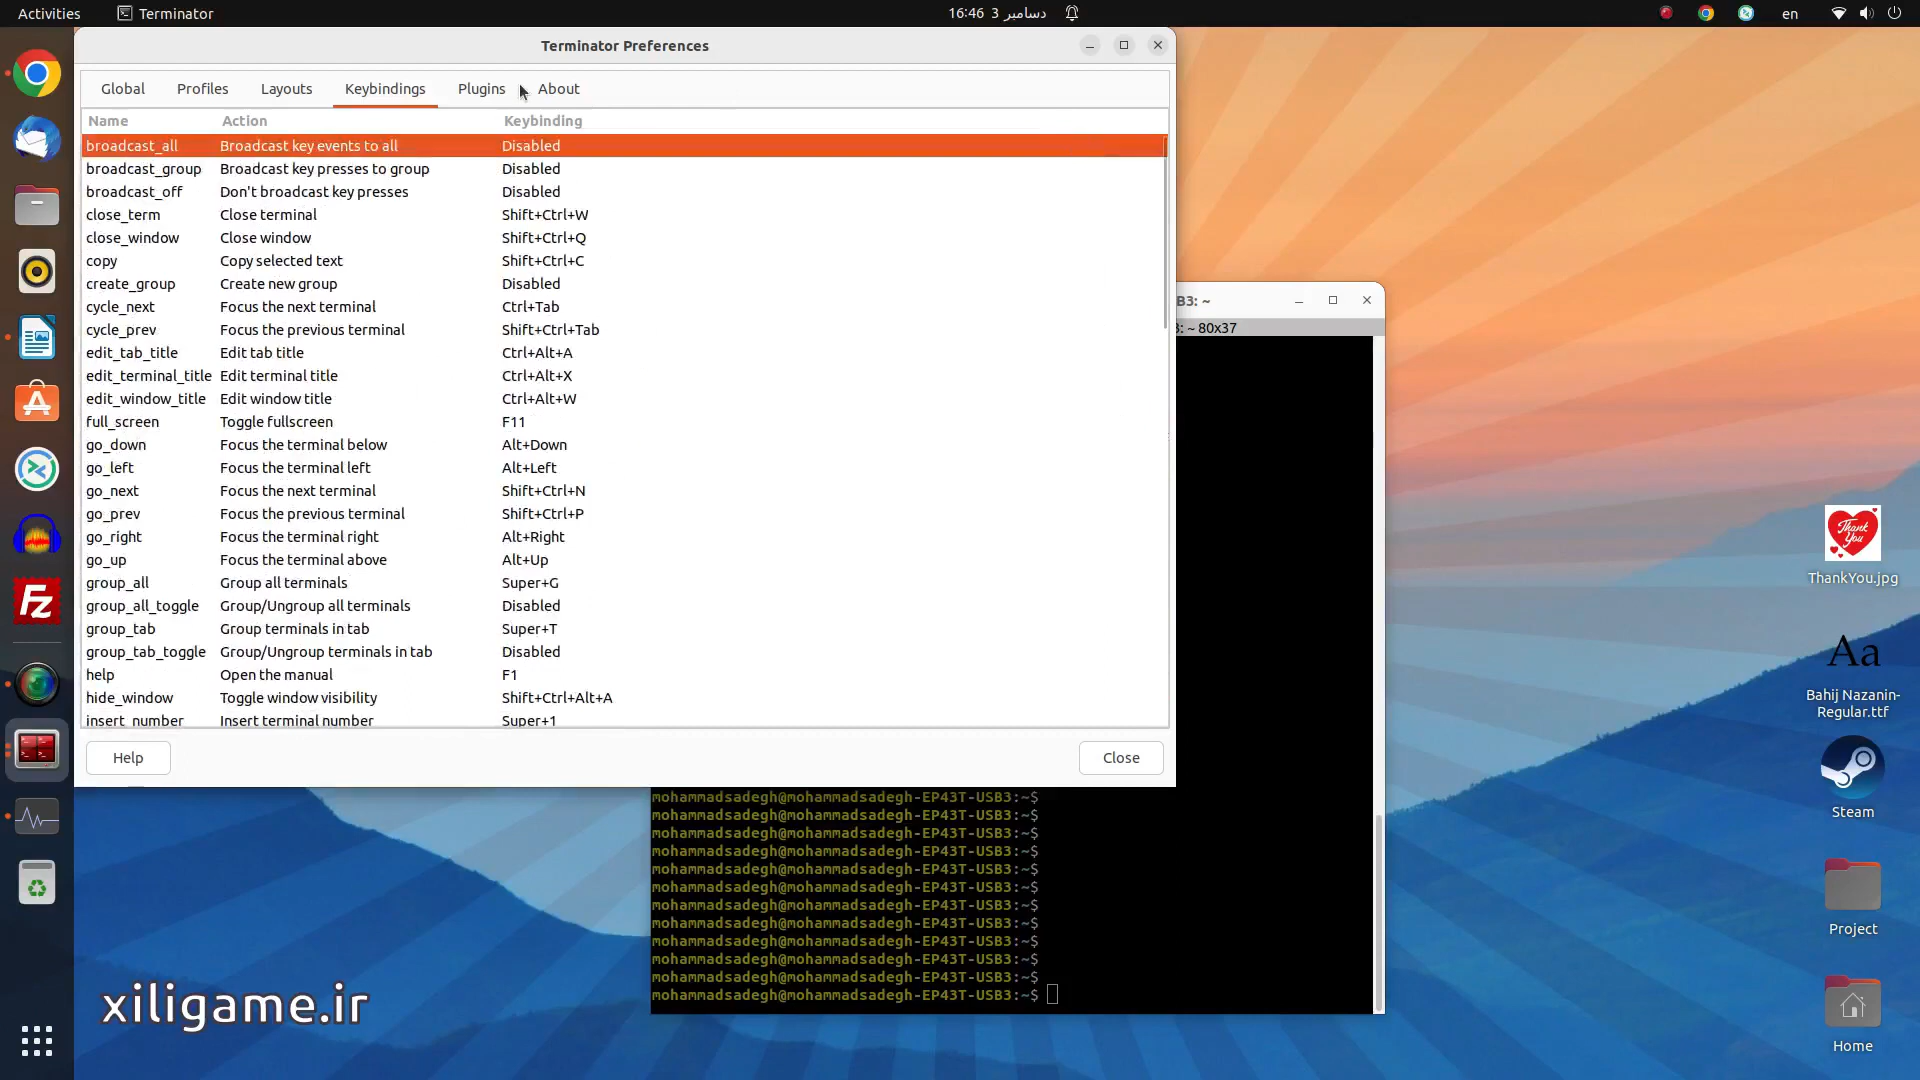 Activities
Terminator
16:46  3 دسامبر
en
Terminator Preferences
Global Profiles Layouts Keybindings Plugins About
Name Action Keybinding
broadcast_all Broadcast key events to all Disabled
broadcast_group Broadcast key presses to group Disabled
broadcast_off Don't broadcast key presses Disabled
close_term Close terminal Shift+Ctrl+W
close_window Close window Shift+Ctrl+Q
copy Copy selected text Shift+Ctrl+C
create_group Create new group Disabled
cycle_next Focus the next terminal Ctrl+Tab
cycle_prev Focus the previous terminal Shift+Ctrl+Tab
edit_tab_title Edit tab title Ctrl+Alt+A
edit_terminal_title Edit terminal title Ctrl+Alt+X
edit_window_title Edit window title Ctrl+Alt+W
full_screen Toggle fullscreen F11
go_down Focus the terminal below Alt+Down
go_left Focus the terminal left Alt+Left
go_next Focus the next terminal Shift+Ctrl+N
go_prev Focus the previous terminal Shift+Ctrl+P
go_right Focus the terminal right Alt+Right
go_up Focus the terminal above Alt+Up
group_all Group all terminals Super+G
group_all_toggle Group/Ungroup all terminals Disabled
group_tab Group terminals in tab Super+T
group_tab_toggle Group/Ungroup terminals in tab Disabled
help Open the manual F1
hide_window Toggle window visibility Shift+Ctrl+Alt+A
insert_number Insert terminal number Super+1
Help Close
B3: ~
3: ~ 80x37
mohammadsadegh@mohammadsadegh-EP43T-USB3:~$
mohammadsadegh@mohammadsadegh-EP43T-USB3:~$
mohammadsadegh@mohammadsadegh-EP43T-USB3:~$
mohammadsadegh@mohammadsadegh-EP43T-USB3:~$
mohammadsadegh@mohammadsadegh-EP43T-USB3:~$
mohammadsadegh@mohammadsadegh-EP43T-USB3:~$
mohammadsadegh@mohammadsadegh-EP43T-USB3:~$
mohammadsadegh@mohammadsadegh-EP43T-USB3:~$
mohammadsadegh@mohammadsadegh-EP43T-USB3:~$
mohammadsadegh@mohammadsadegh-EP43T-USB3:~$
mohammadsadegh@mohammadsadegh-EP43T-USB3:~$
mohammadsadegh@mohammadsadegh-EP43T-USB3:~$
Thank
You
ThankYou.jpg
Aa
Bahij Nazanin-
Regular.ttf
Steam
Project
Home
Fz
xiligame.ir